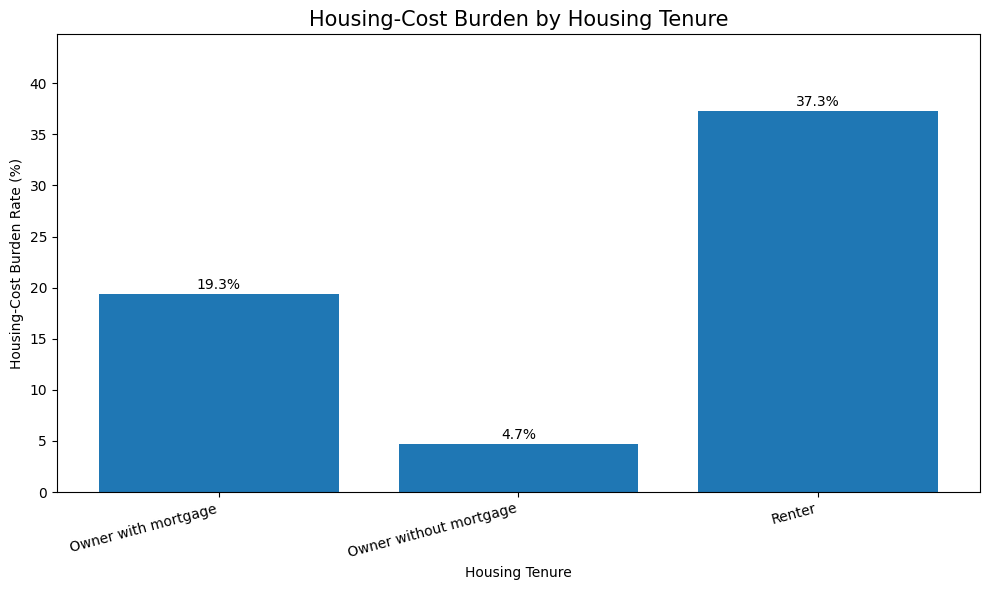 Housing-Cost Burden by Housing Tenure
Housing-Cost Burden Rate (%)
40
35
30
25
20
15
10
5
0
19.3%
4.7%
37.3%
Owner with mortgage
Owner without mortgage
Renter
Housing Tenure